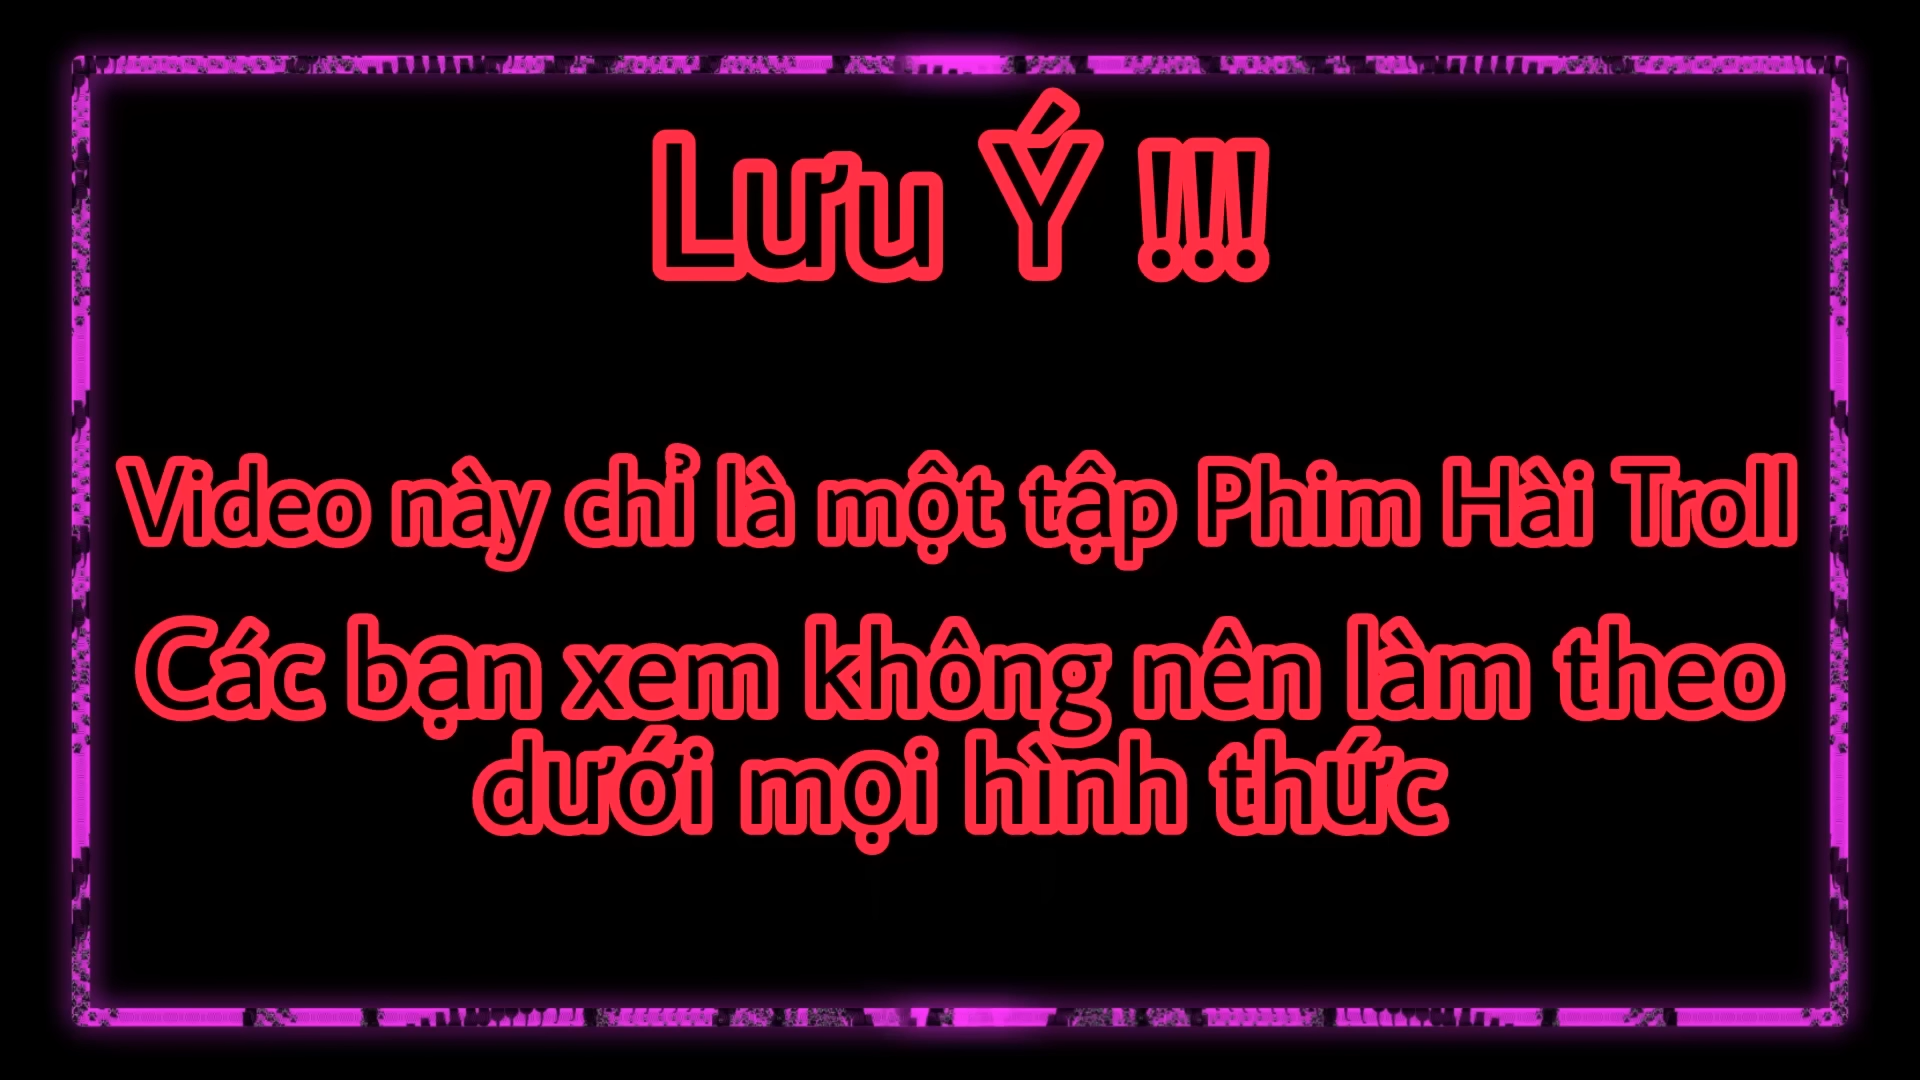 Lưu Ý !!!
Video này chỉ là một tập Phim Hài Troll
Các bạn xem không nên làm theo
dưới mọi hình thức